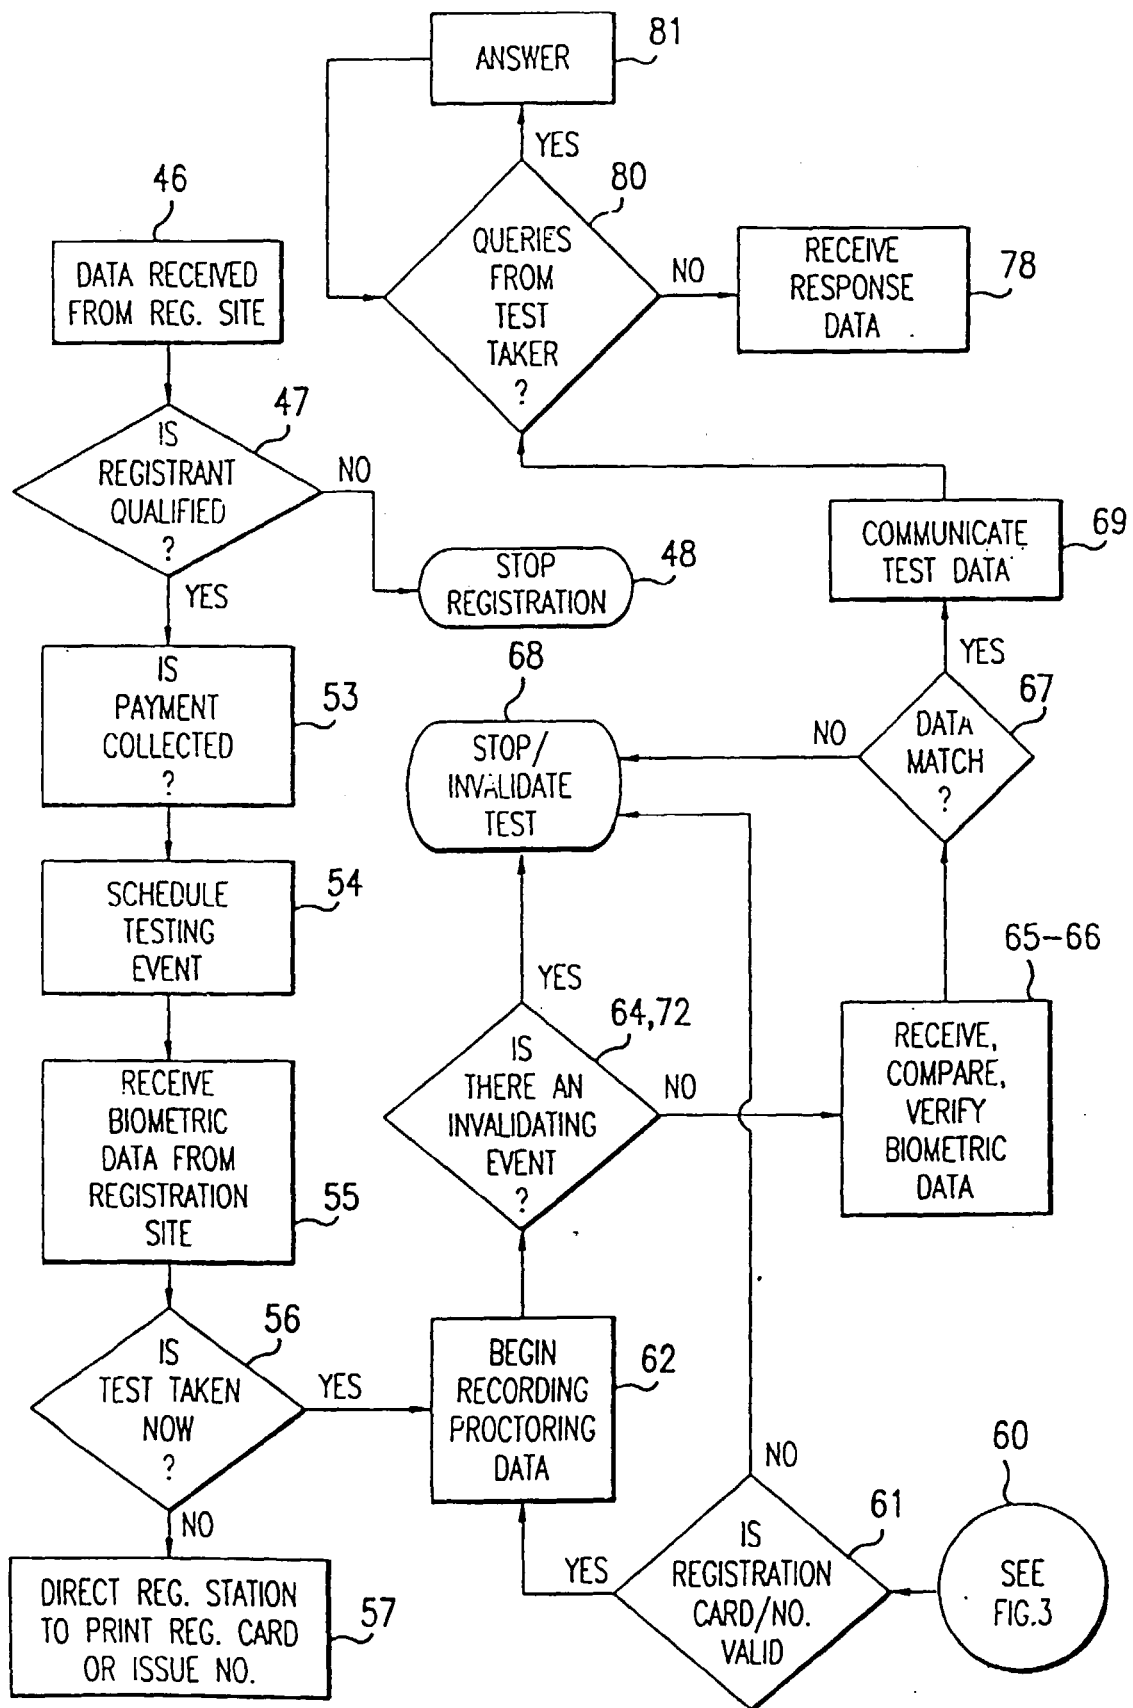 81
ANSWER
YES
80
QUERIES
FROM
TEST
TAKER
?
NO
RECEIVE
RESPONSE
DATA
78
46
DATA RECEIVED
FROM REG. SITE
47
IS
REGISTRANT
QUALIFIED
?
NO
YES
STOP
REGISTRATION
48
IS
PAYMENT
COLLECTED
?
53
SCHEDULE
TESTING
EVENT
54
RECEIVE
BIOMETRIC
DATA FROM
REGISTRATION
SITE
55
IS
TEST TAKEN
NOW
?
56
YES
NO
DIRECT REG. STATION
TO PRINT REG. CARD
OR ISSUE NO.
57
COMMUNICATE
TEST DATA
69
YES
67
DATA
MATCH
?
NO
68
STOP/
INVALIDATE
TEST
YES
64,72
IS
THERE AN
INVALIDATING
EVENT
?
NO
65-66
RECEIVE,
COMPARE,
VERIFY
BIOMETRIC
DATA
BEGIN
RECORDING
PROCTORING
DATA
62
NO
61
IS
REGISTRATION
CARD/NO.
VALID
YES
60
SEE
FIG.3